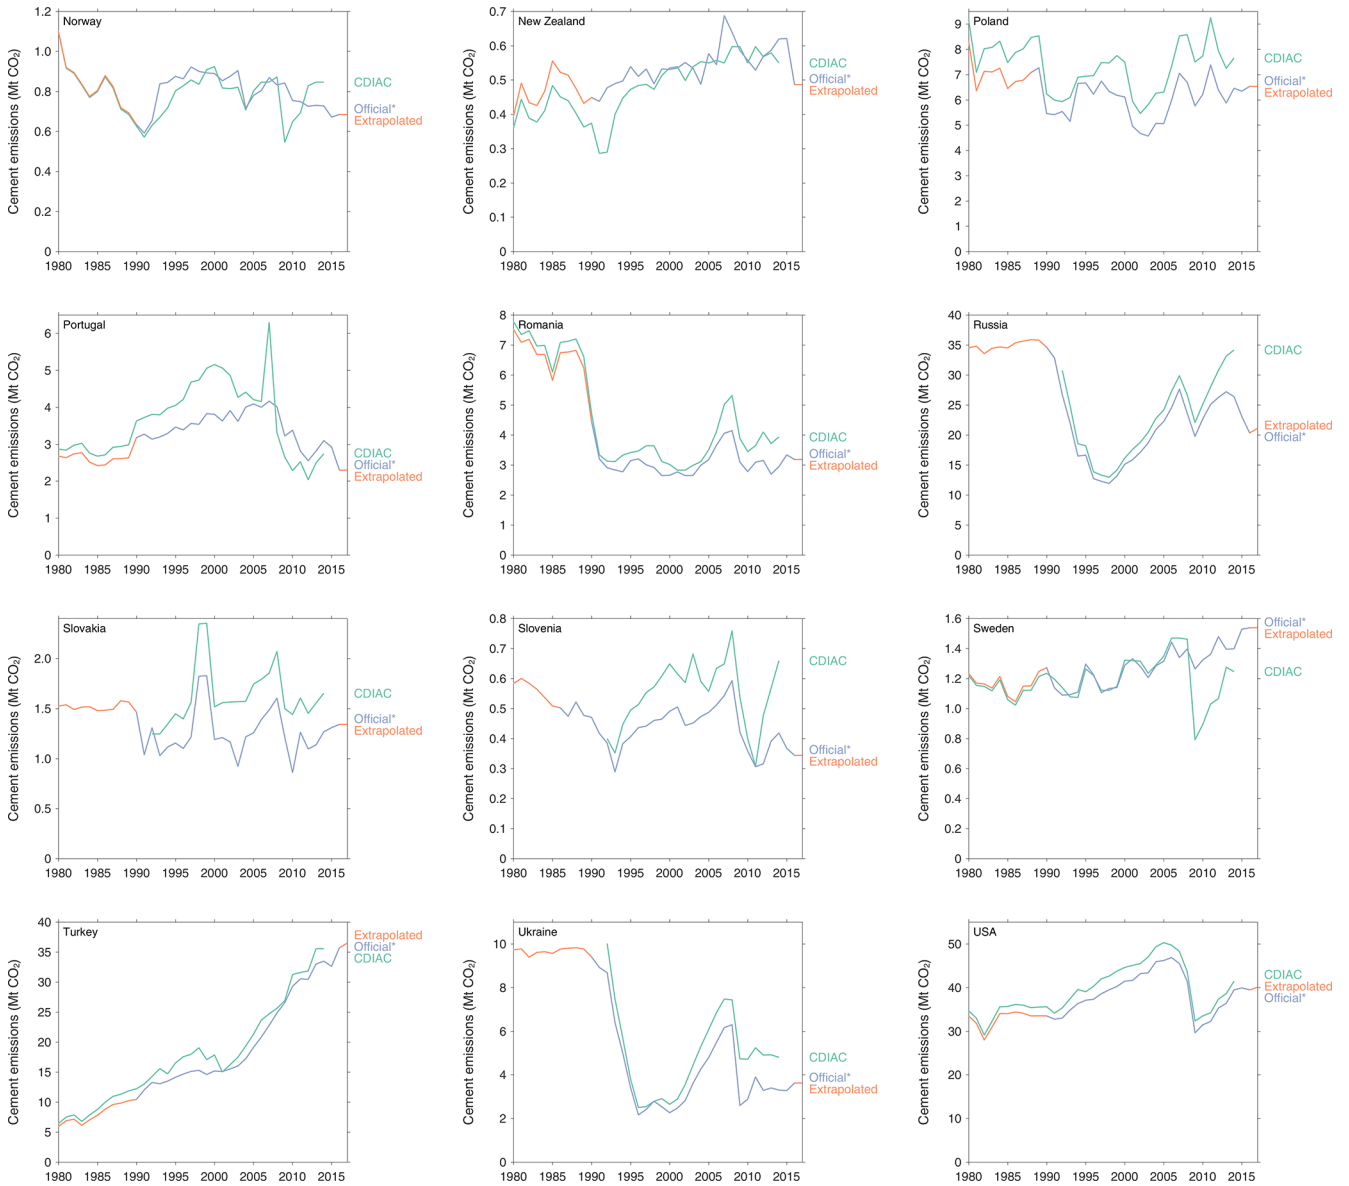 Norway
Cement emissions (Mt CO₂)
1.2
1.0
0.8
0.6
0.4
0.2
0
1980 1985 1990 1995 2000 2005 2010 2015
CDIAC
Official*
Extrapolated
New Zealand
Cement emissions (Mt CO₂)
0.7
0.6
0.5
0.4
0.3
0.2
0.1
0
1980 1985 1990 1995 2000 2005 2010 2015
CDIAC
Official*
Extrapolated
Poland
Cement emissions (Mt CO₂)
9
8
7
6
5
4
3
2
1
0
1980 1985 1990 1995 2000 2005 2010 2015
CDIAC
Official*
Extrapolated
Portugal
Cement emissions (Mt CO₂)
6
5
4
3
2
1
0
1980 1985 1990 1995 2000 2005 2010 2015
CDIAC
Official*
Extrapolated
Romania
Cement emissions (Mt CO₂)
8
7
6
5
4
3
2
1
0
1980 1985 1990 1995 2000 2005 2010 2015
CDIAC
Official*
Extrapolated
Russia
Cement emissions (Mt CO₂)
40
35
30
25
20
15
10
5
0
1980 1985 1990 1995 2000 2005 2010 2015
CDIAC
Extrapolated
Official*
Slovakia
Cement emissions (Mt CO₂)
2.0
1.5
1.0
0.5
0
1980 1985 1990 1995 2000 2005 2010 2015
CDIAC
Official*
Extrapolated
Slovenia
Cement emissions (Mt CO₂)
0.8
0.7
0.6
0.5
0.4
0.3
0.2
0.1
0
1980 1985 1990 1995 2000 2005 2010 2015
CDIAC
Official*
Extrapolated
Sweden
Cement emissions (Mt CO₂)
1.6
1.4
1.2
1.0
0.8
0.6
0.4
0.2
0
1980 1985 1990 1995 2000 2005 2010 2015
Official*
Extrapolated
CDIAC
Turkey
Cement emissions (Mt CO₂)
40
35
30
25
20
15
10
5
0
1980 1985 1990 1995 2000 2005 2010 2015
Extrapolated
Official*
CDIAC
Ukraine
Cement emissions (Mt CO₂)
10
8
6
4
2
0
1980 1985 1990 1995 2000 2005 2010 2015
CDIAC
Official*
Extrapolated
USA
Cement emissions (Mt CO₂)
50
40
30
20
10
0
1980 1985 1990 1995 2000 2005 2010 2015
CDIAC
Extrapolated
Official*